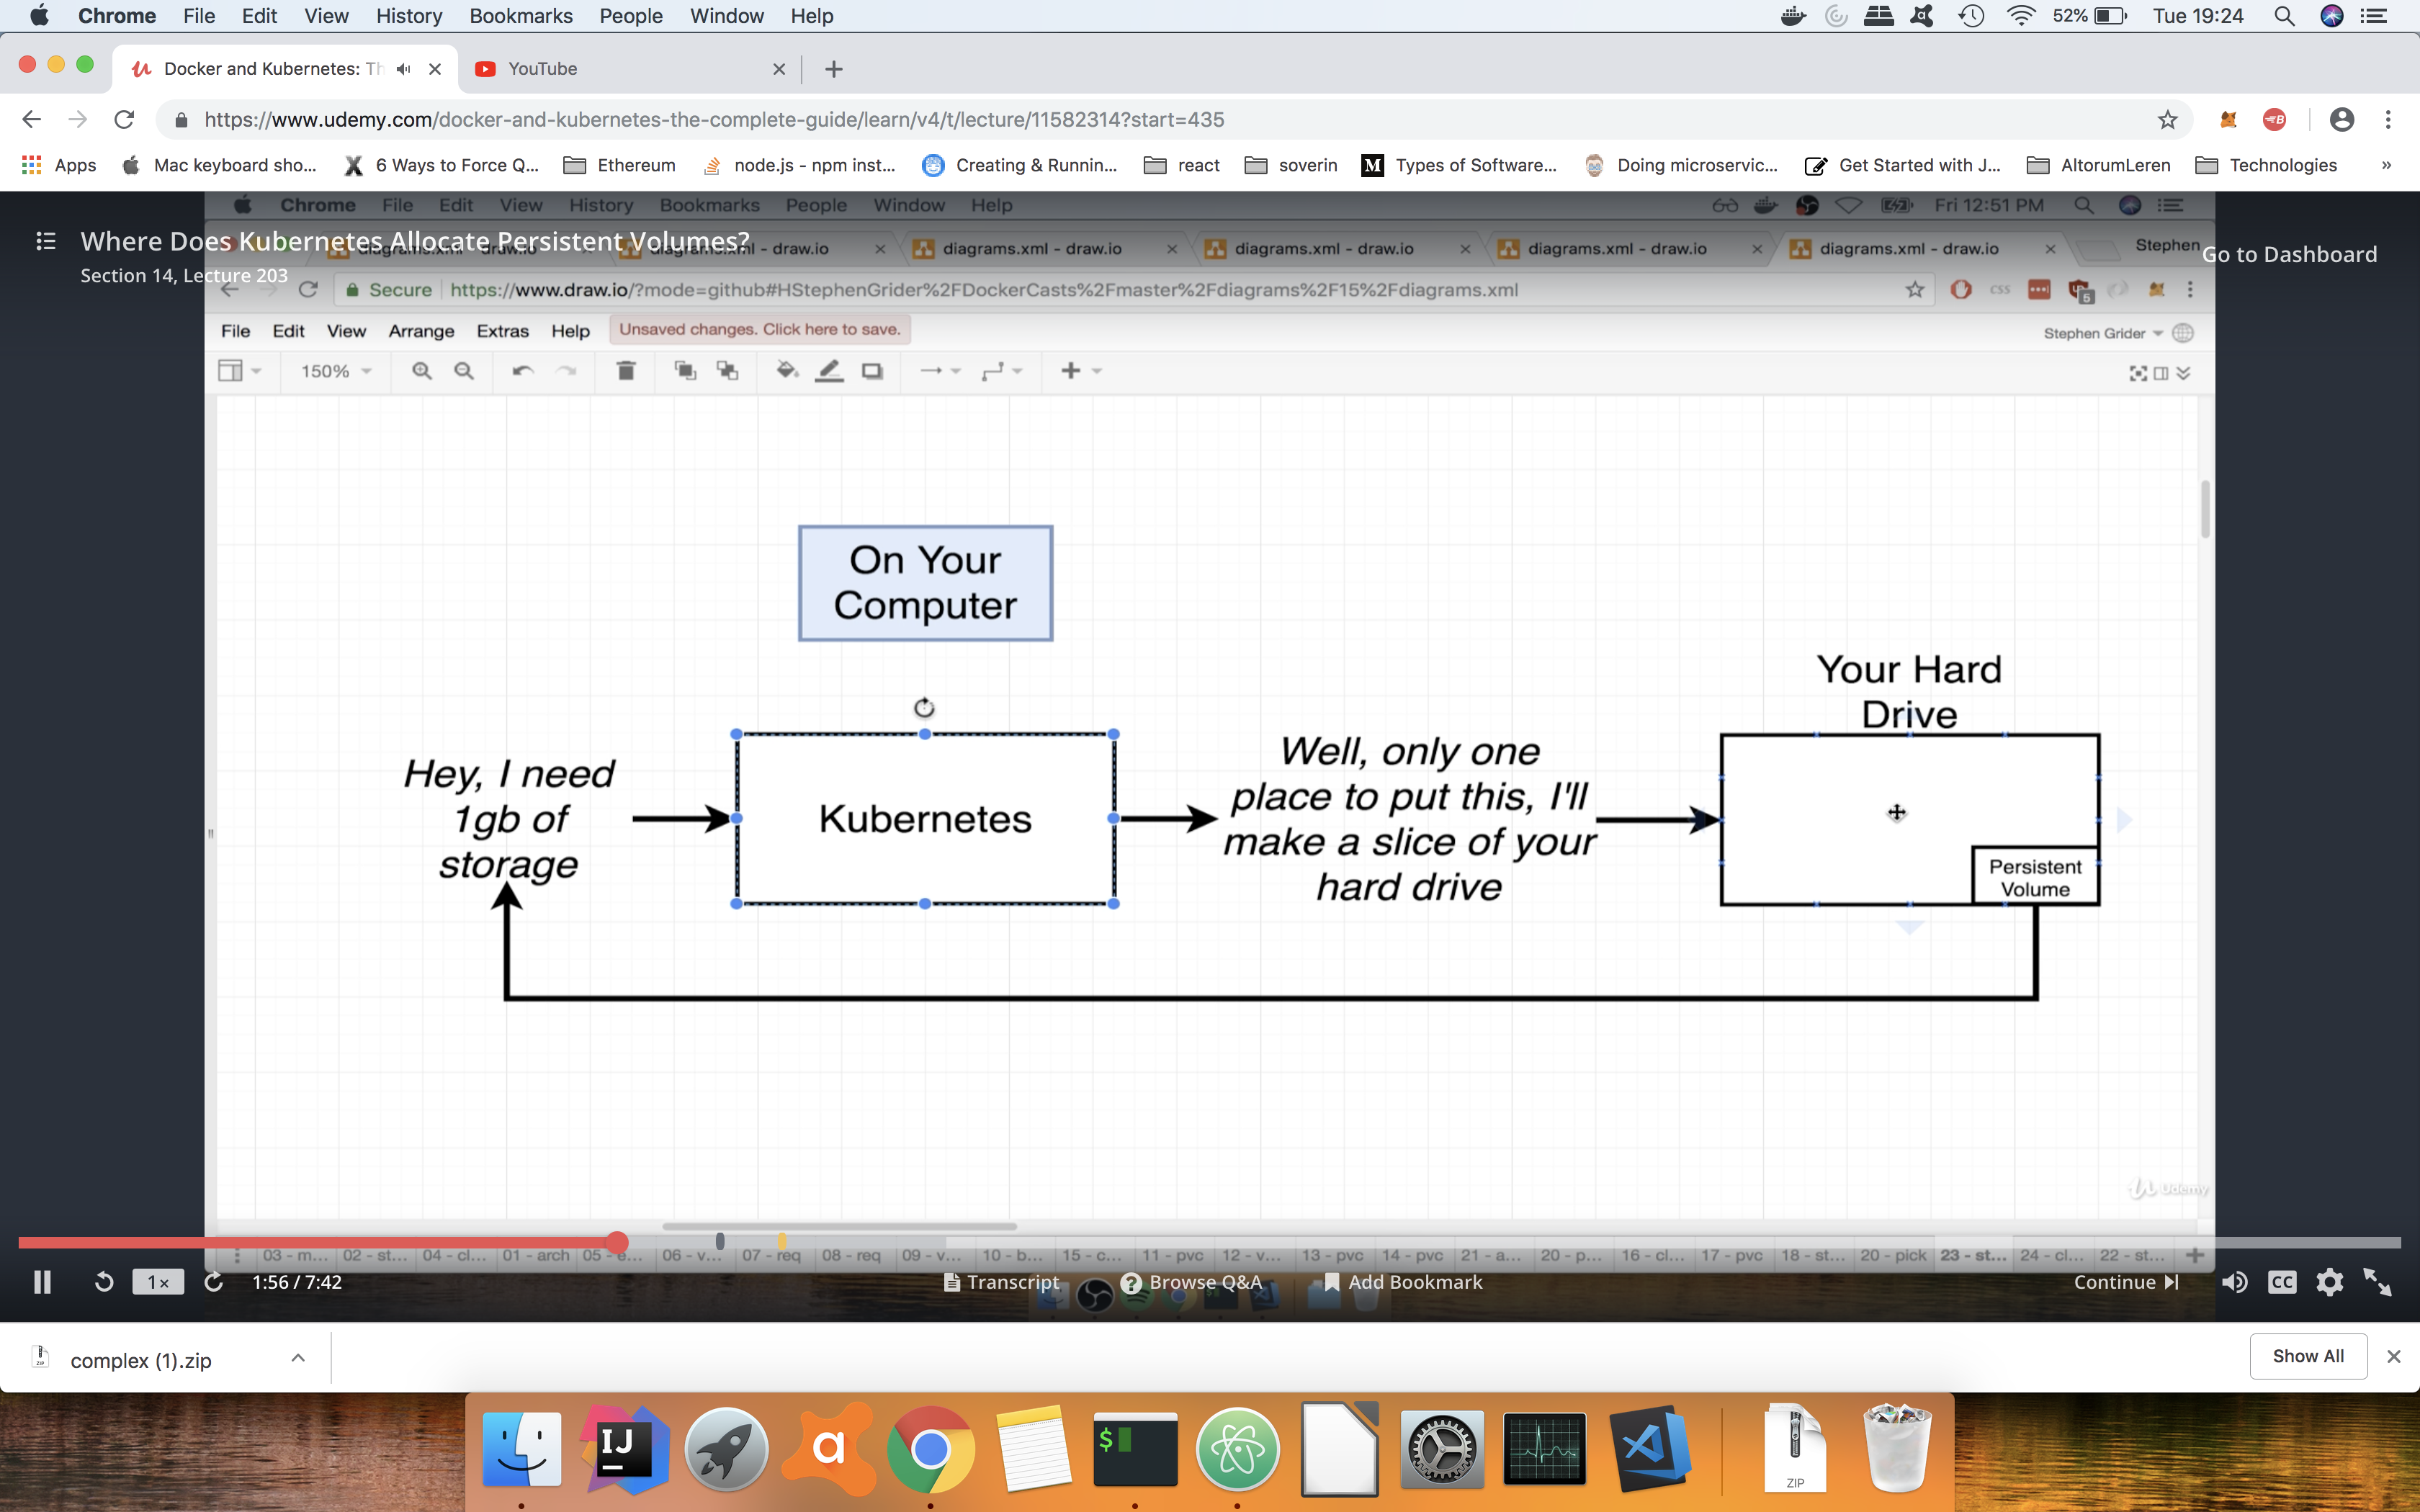 Chrome File Edit View History Bookmarks People Window Help 52% Tue 19:24
Docker and Kubernetes: Th YouTube
https://www.udemy.com/docker-and-kubernetes-the-complete-guide/learn/v4/t/lecture/11582314?start=435
Apps Mac keyboard sho... 6 Ways to Force Q... Ethereum node.js - npm inst... Creating & Runnin... react soverin Types of Software... Doing microservic... Get Started with J... AltorumLeren Technologies »
Chrome File Edit View History Bookmarks People Window Help Fri 12:51 PM
Where Does Kubernetes Allocate Persistent Volumes?
diagrams.xml - draw.io diagrams.xml - draw.io diagrams.xml - draw.io diagrams.xml - draw.io diagrams.xml - draw.io diagrams.xml - draw.io Stephen
Go to Dashboard
Section 14, Lecture 203
Secure https://www.draw.io/?mode=github#HStephenGrider%2FDockerCasts%2Fmaster%2Fdiagrams%2F15%2Fdiagrams.xml CSS 6
File Edit View Arrange Extras Help Unsaved changes. Click here to save. Stephen Grider
150%
On Your
Computer
Your Hard
Drive
Hey, I need
1gb of
storage
Kubernetes
Well, only one
place to put this, I'll
make a slice of your
hard drive
Persistent
Volume
Udemy
03 - m... 02 - st... 04 - cl... 01 - arch 05 - e... 06 - v... 07 - req 08 - req 09 - v... 10 - b... 15 - c... 11 - pvc 12 - v... 13 - pvc 14 - pvc 21 - a... 20 - p... 16 - cl... 17 - pvc 18 - st... 20 - pick 23 - st... 24 - cl... 22 - st...
1x 1:56 / 7:42 Transcript Browse Q&A Add Bookmark Continue CC
complex (1).zip Show All
IJ a $ ZIP